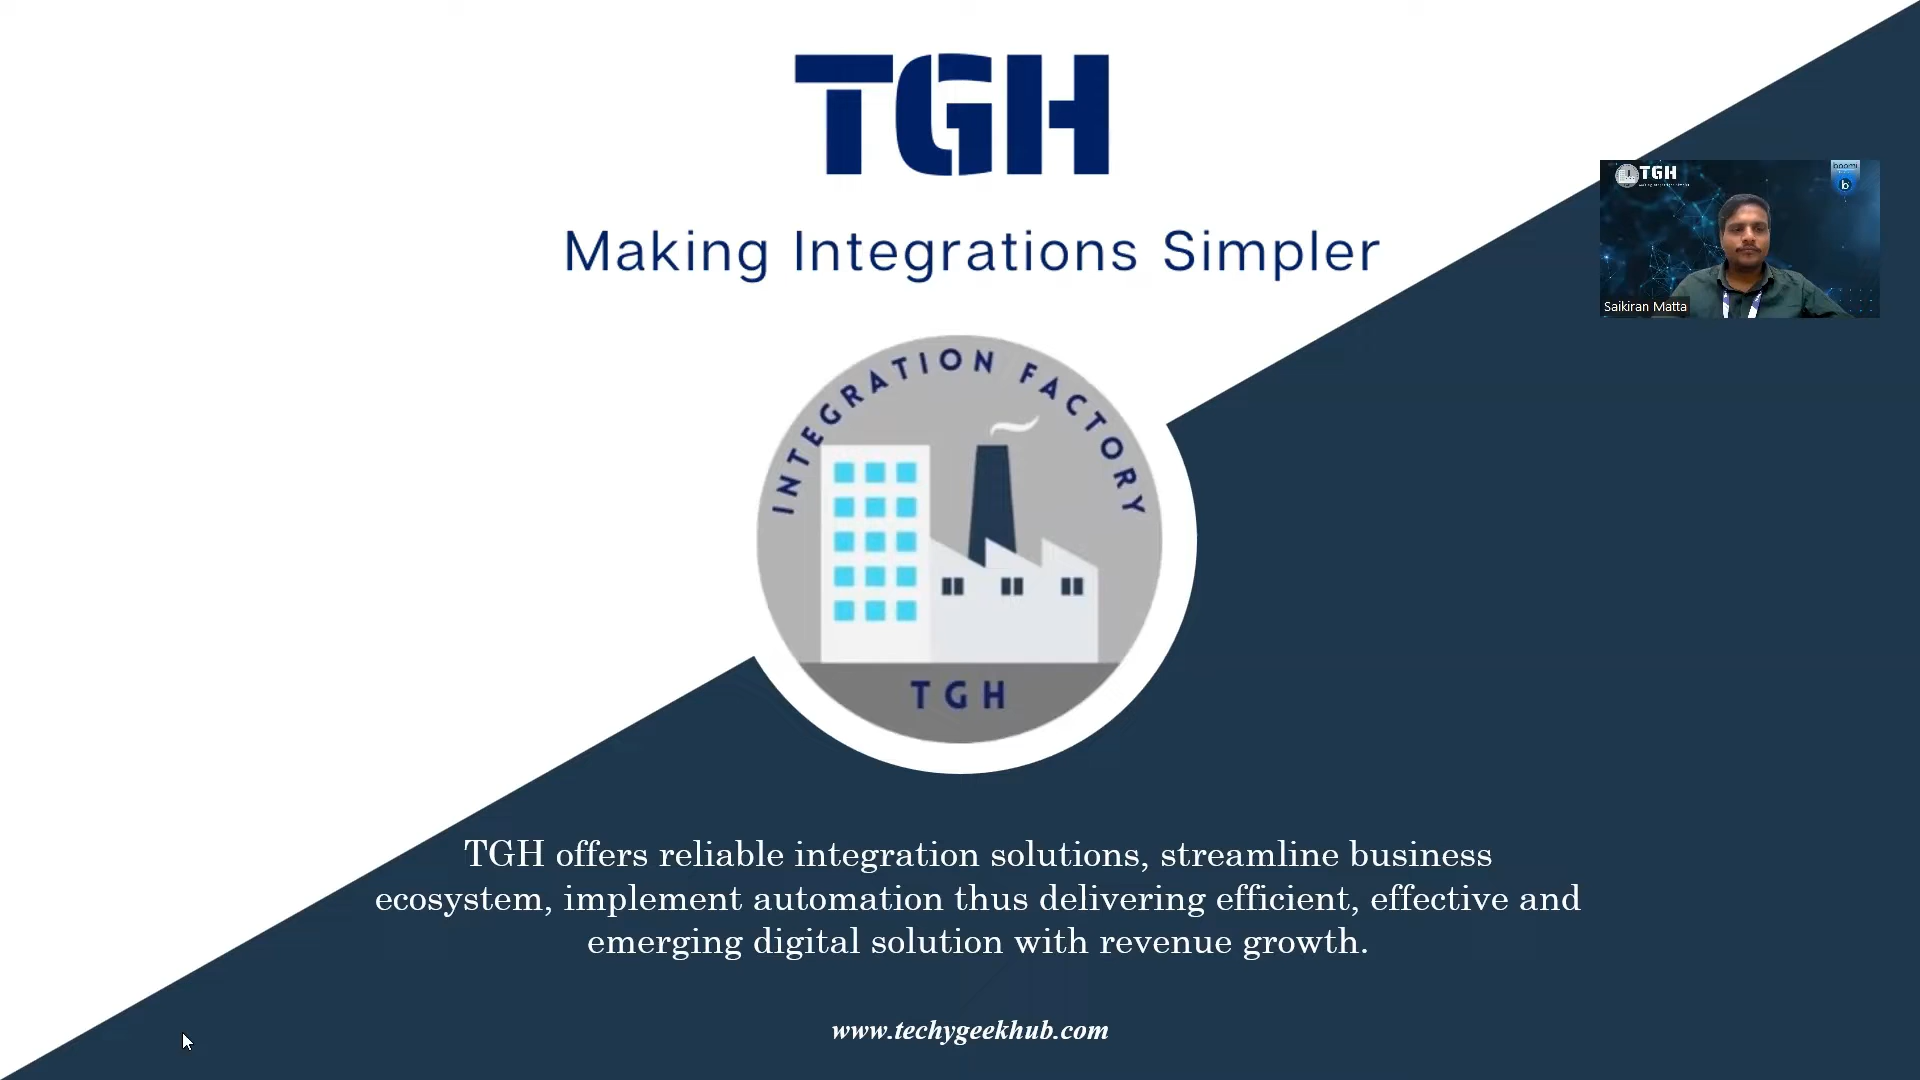 TGH
Making Integrations Simpler
TGH
boomi
b
Saikiran Matta
INTEGRATION FACTORY
TGH
TGH offers reliable integration solutions, streamline business
ecosystem, implement automation thus delivering efficient, effective and
emerging digital solution with revenue growth.
www.techygeekhub.com